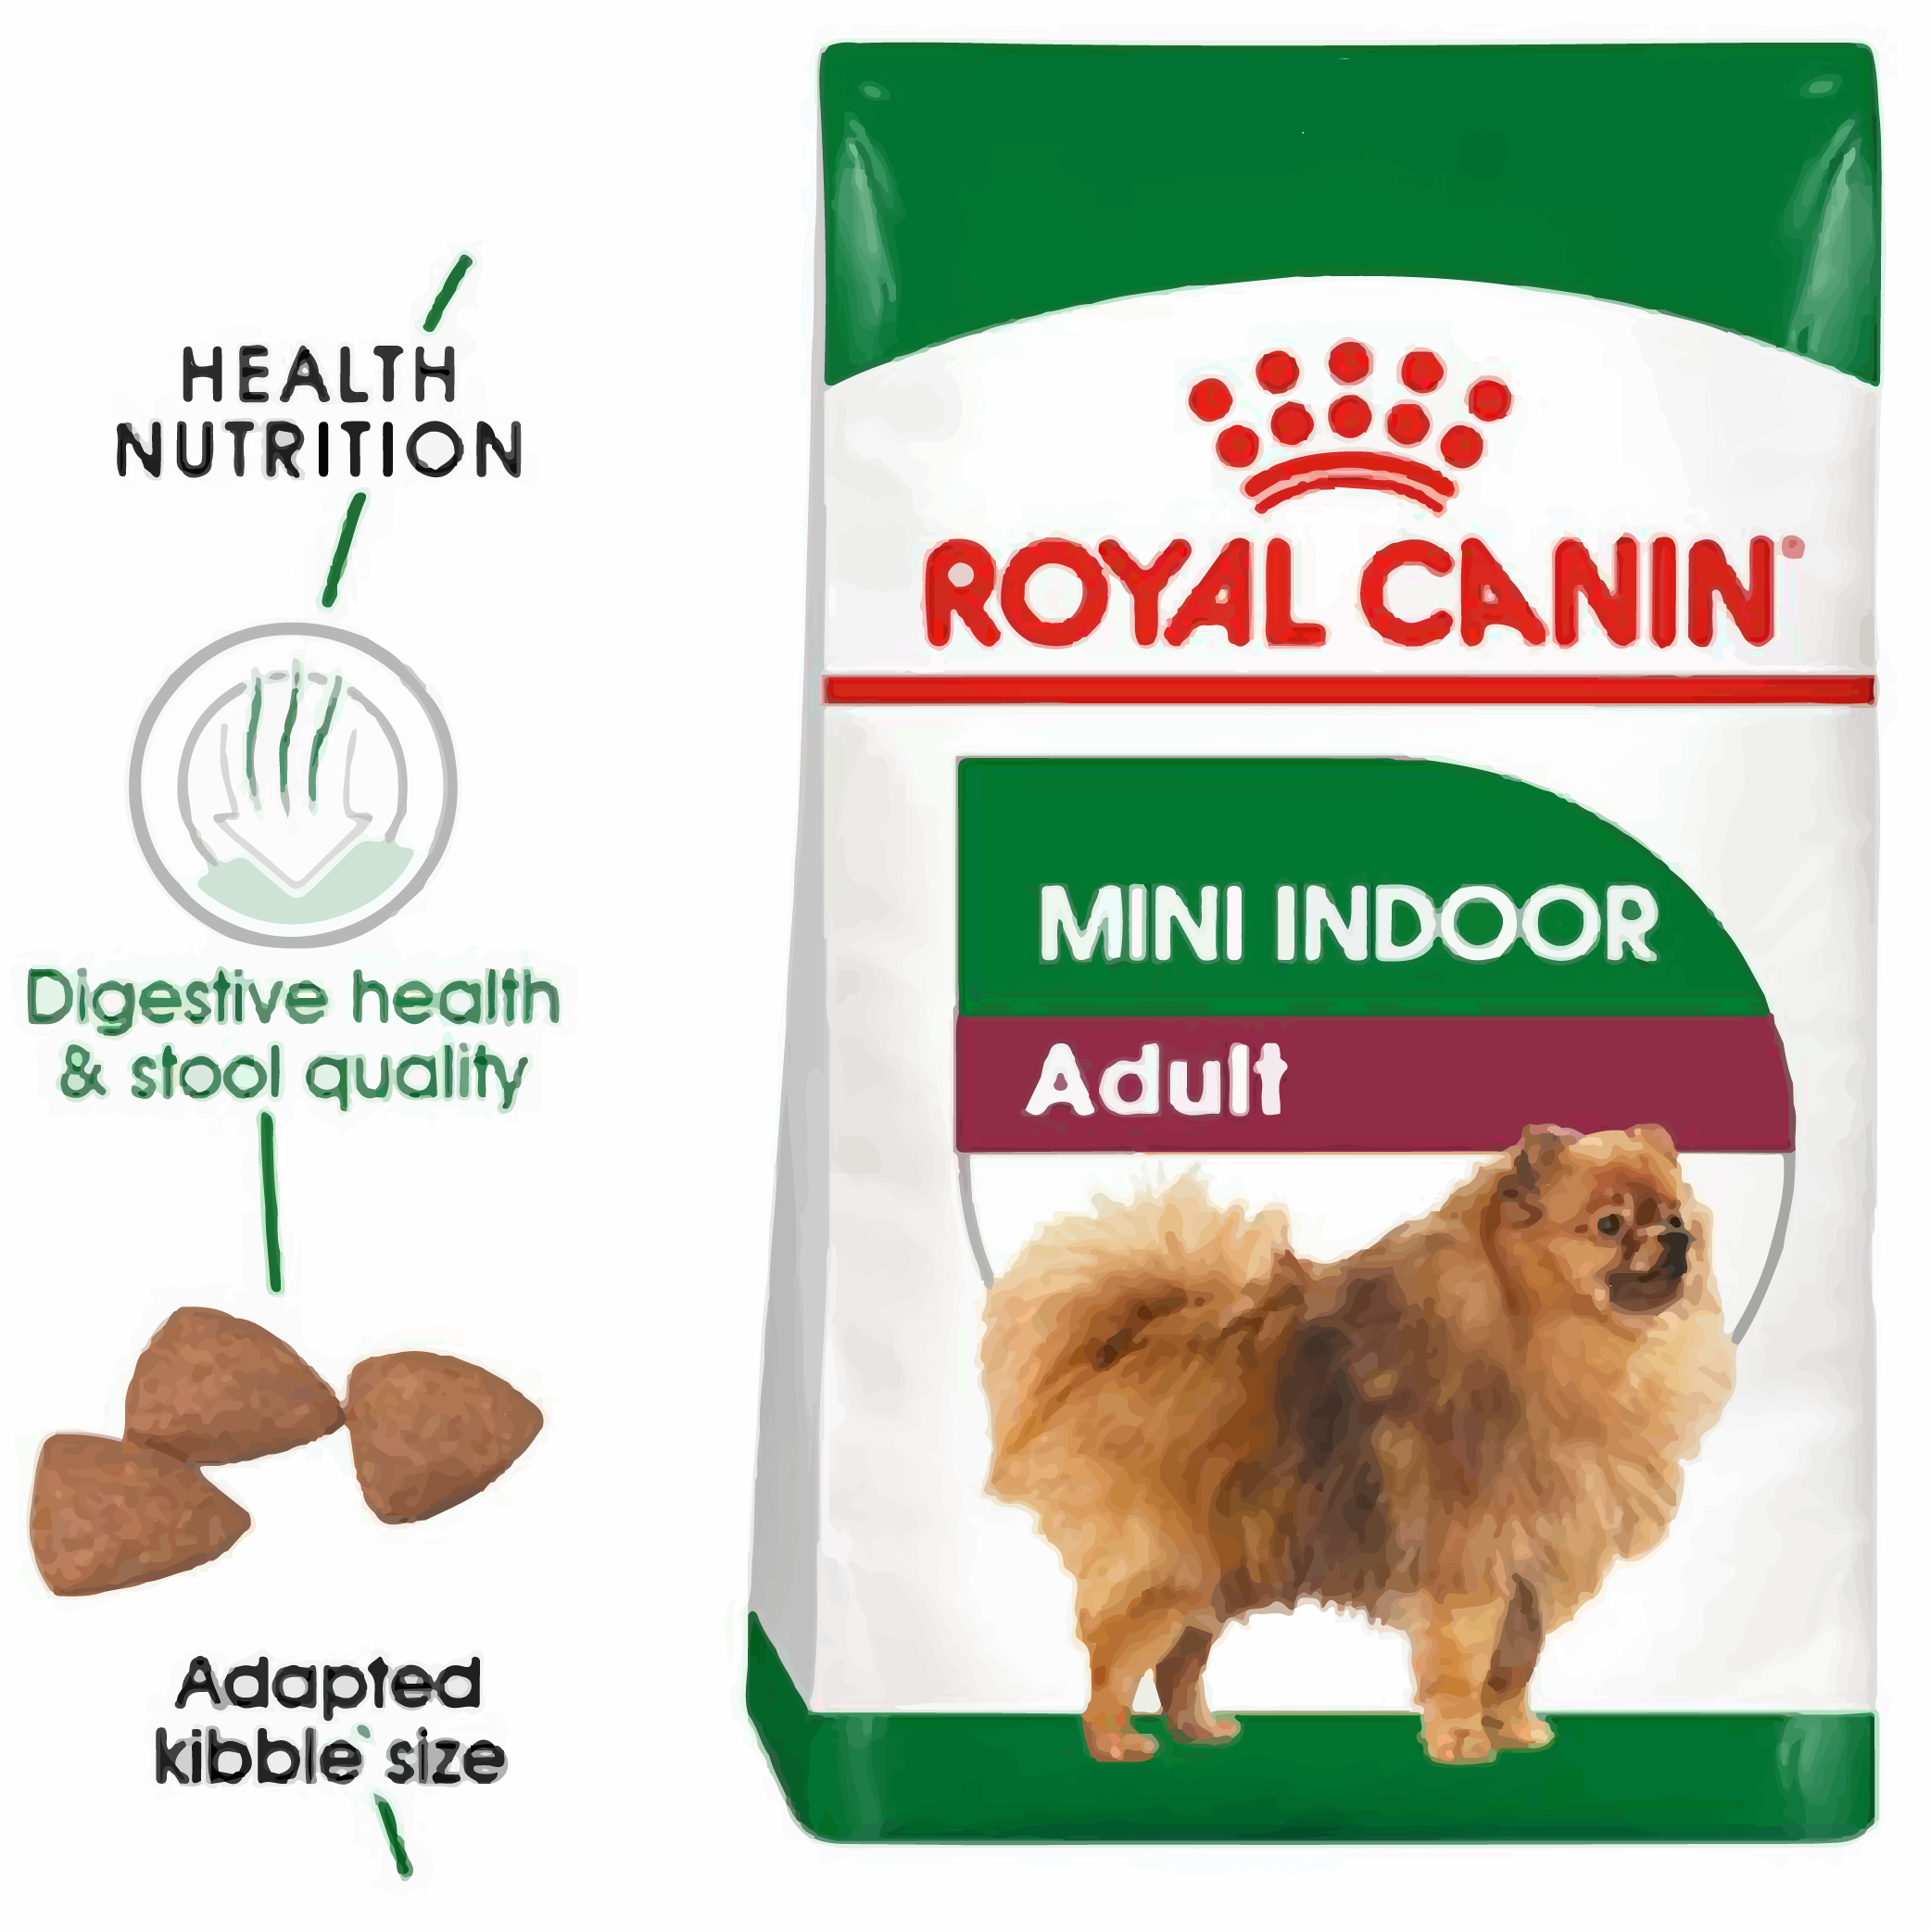 HEALTH
NUTRITION
Digestive health
& stool quality
Adapted
kibble size
ROYAL CANIN
MINI INDOOR
Adult